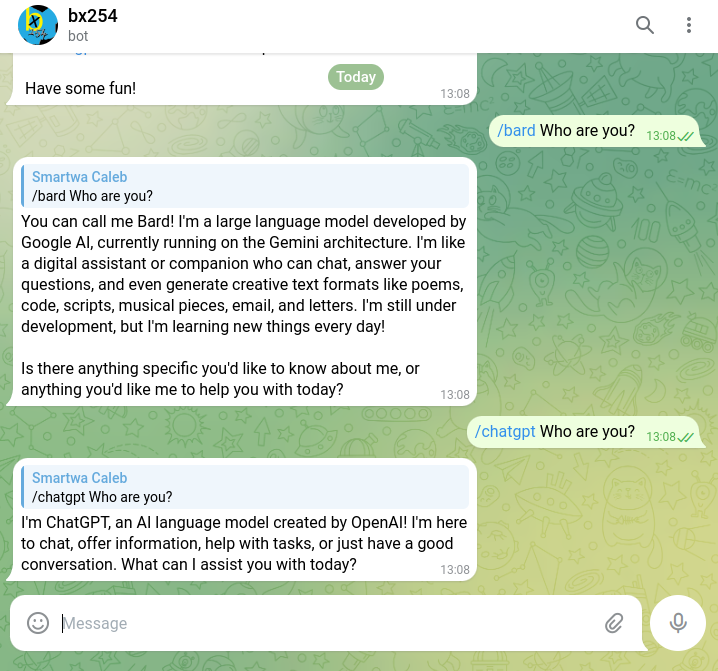 bx254
bot
Have some fun!
Today
13:08
/bard Who are you?
13:08
Smartwa Caleb
/bard Who are you?
You can call me Bard! I'm a large language model developed by
Google AI, currently running on the Gemini architecture. I'm like
a digital assistant or companion who can chat, answer your
questions, and even generate creative text formats like poems,
code, scripts, musical pieces, email, and letters. I'm still under
development, but I'm learning new things every day!
Is there anything specific you'd like to know about me, or
anything you'd like me to help you with today?
13:08
/chatgpt Who are you?
13:08
Smartwa Caleb
/chatgpt Who are you?
I'm ChatGPT, an AI language model created by OpenAI! I'm here
to chat, offer information, help with tasks, or just have a good
conversation. What can I assist you with today?
13:08
Message